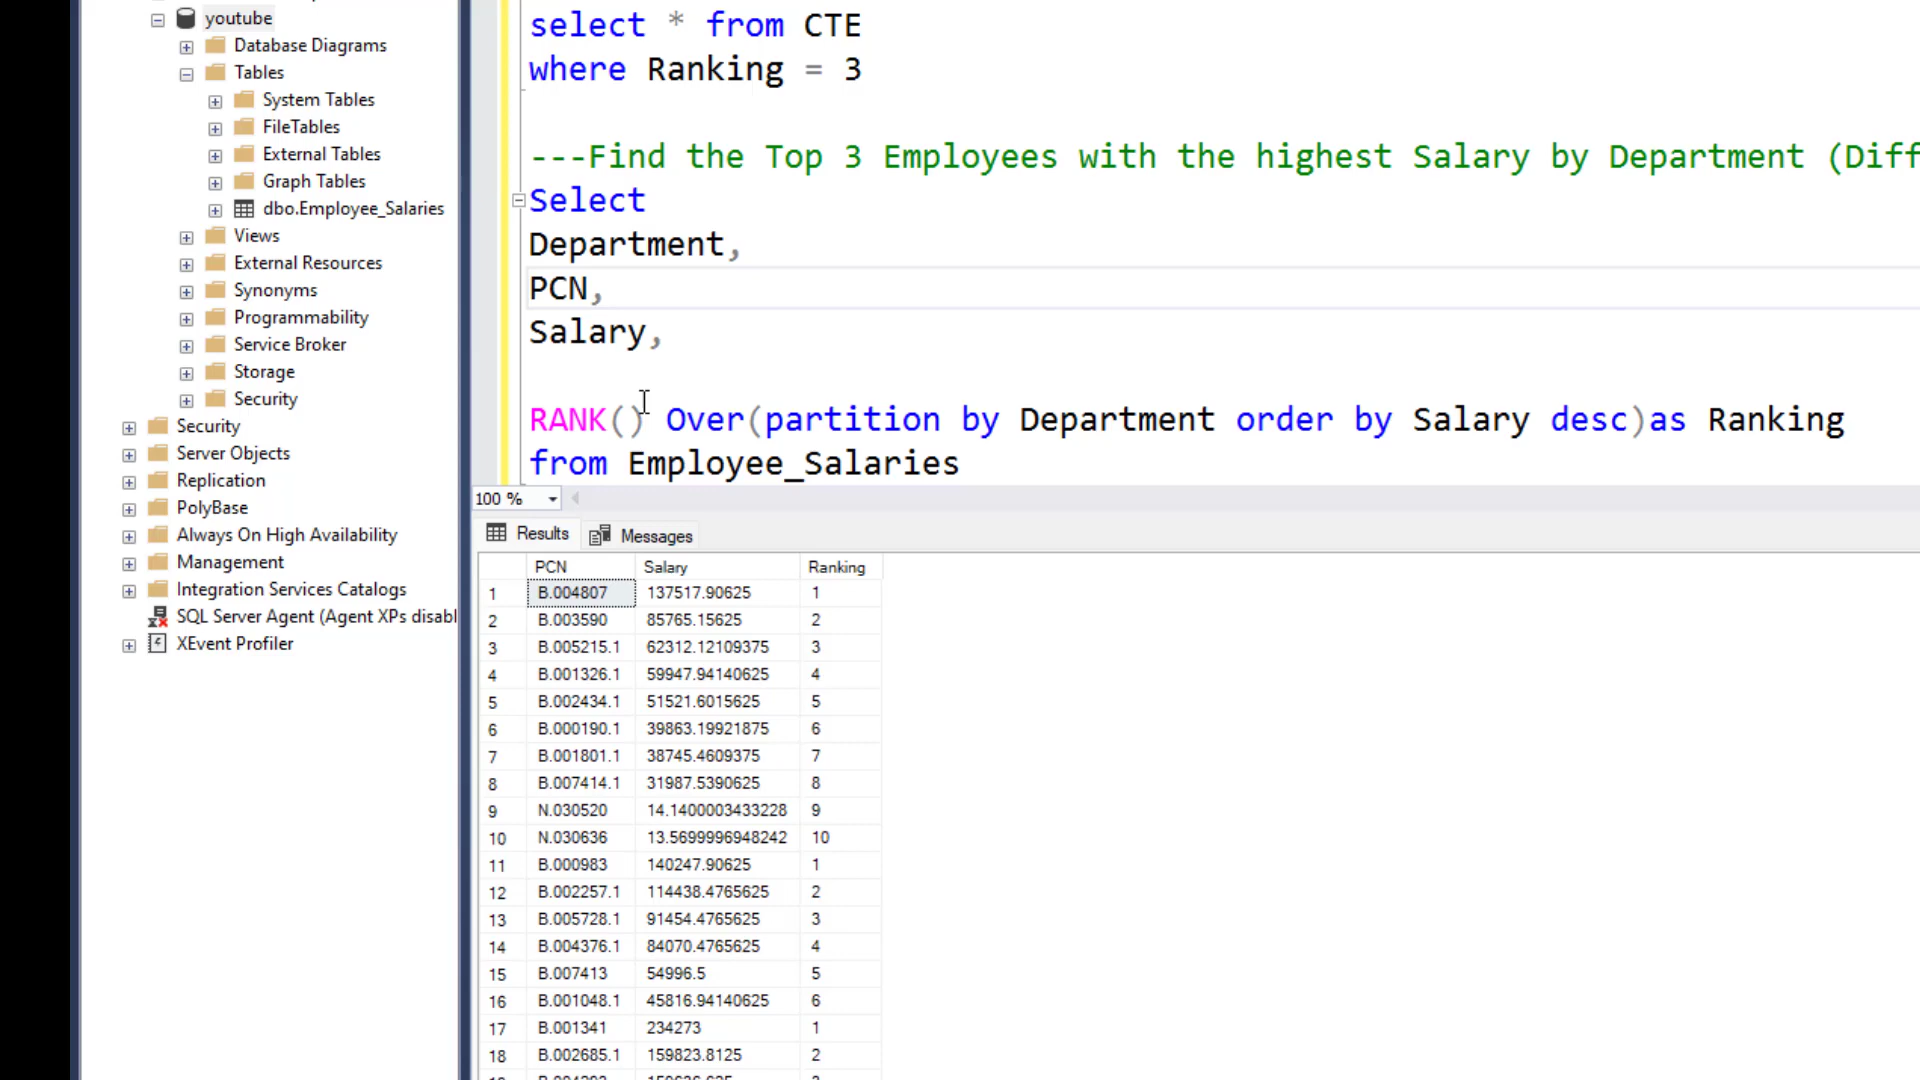 youtube
Database Diagrams
Tables
System Tables
FileTables
External Tables
Graph Tables
dbo.Employee_Salaries
Views
External Resources
Synonyms
Programmability
Service Broker
Storage
Security
Security
Server Objects
Replication
PolyBase
Always On High Availability
Management
Integration Services Catalogs
SQL Server Agent (Agent XPs disabl
XEvent Profiler
select * from CTE
where Ranking = 3
---Find the Top 3 Employees with the highest Salary by Department (Diff
Select
Department,
PCN,
Salary,
RANK() Over(partition by Department order by Salary desc)as Ranking
from Employee_Salaries
100 %
Results Messages
PCN Salary Ranking
1 B.004807 137517.90625 1
2 B.003590 85765.15625 2
3 B.005215.1 62312.12109375 3
4 B.001326.1 59947.94140625 4
5 B.002434.1 51521.6015625 5
6 B.000190.1 39863.19921875 6
7 B.001801.1 38745.4609375 7
8 B.007414.1 31987.5390625 8
9 N.030520 14.1400003433228 9
10 N.030636 13.5699996948242 10
11 B.000983 140247.90625 1
12 B.002257.1 114438.4765625 2
13 B.005728.1 91454.4765625 3
14 B.004376.1 84070.4765625 4
15 B.007413 54996.5 5
16 B.001048.1 45816.94140625 6
17 B.001341 234273 1
18 B.002685.1 159823.8125 2